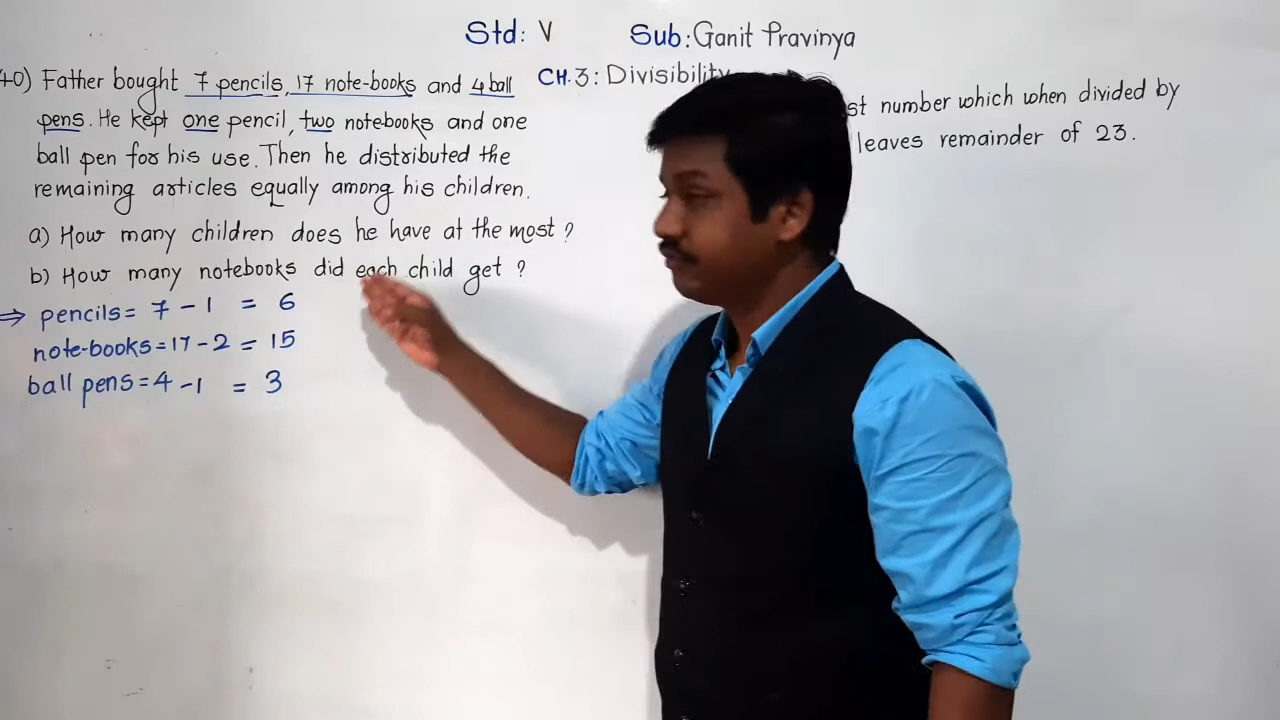 Std: V Sub: Ganit Pravinya
CH. 3: Divisibility
40) Father bought 7 pencils, 17 note-books and 4 ball
pens. He kept one pencil, two notebooks and one
ball pen for his use. Then he distributed the
remaining articles equally among his children.
a) How many children does he have at the most?
b) How many notebooks did each child get?
⇒ pencils = 7 - 1 = 6
note-books = 17 - 2 = 15
ball pens = 4 - 1 = 3
number which when divided by
leaves remainder of 23.